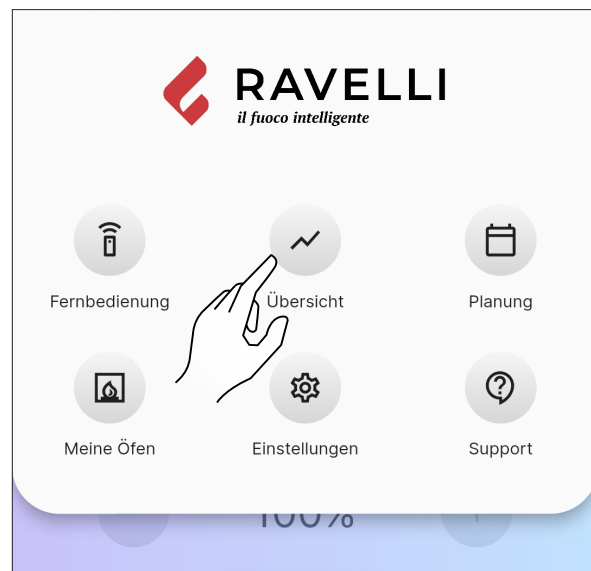 RAVELLI
il fuoco intelligente
Fernbedienung
Übersicht
Planung
Meine Öfen
Einstellungen
Support
100%